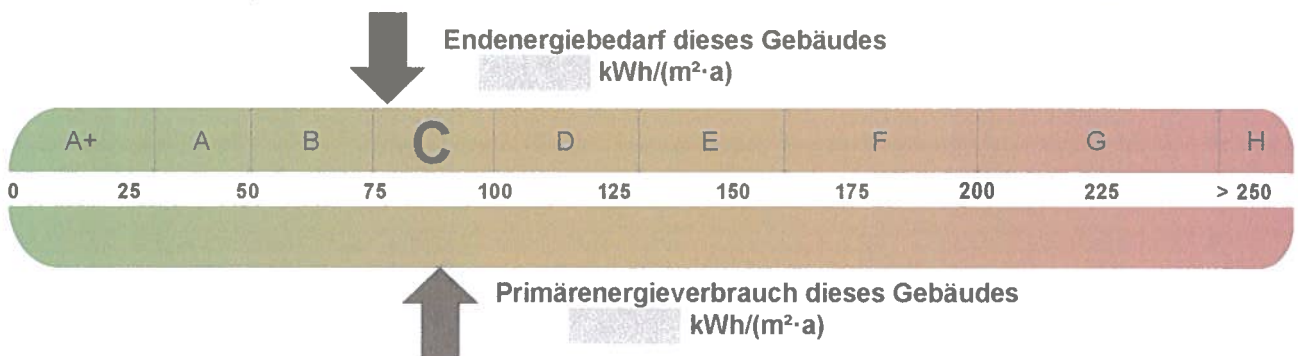 Endenergiebedarf dieses Gebäudes
kWh/(m²·a)
A+ A B C D E F G H
0 25 50 75 100 125 150 175 200 225 > 250
Primärenergieverbrauch dieses Gebäudes
kWh/(m²·a)